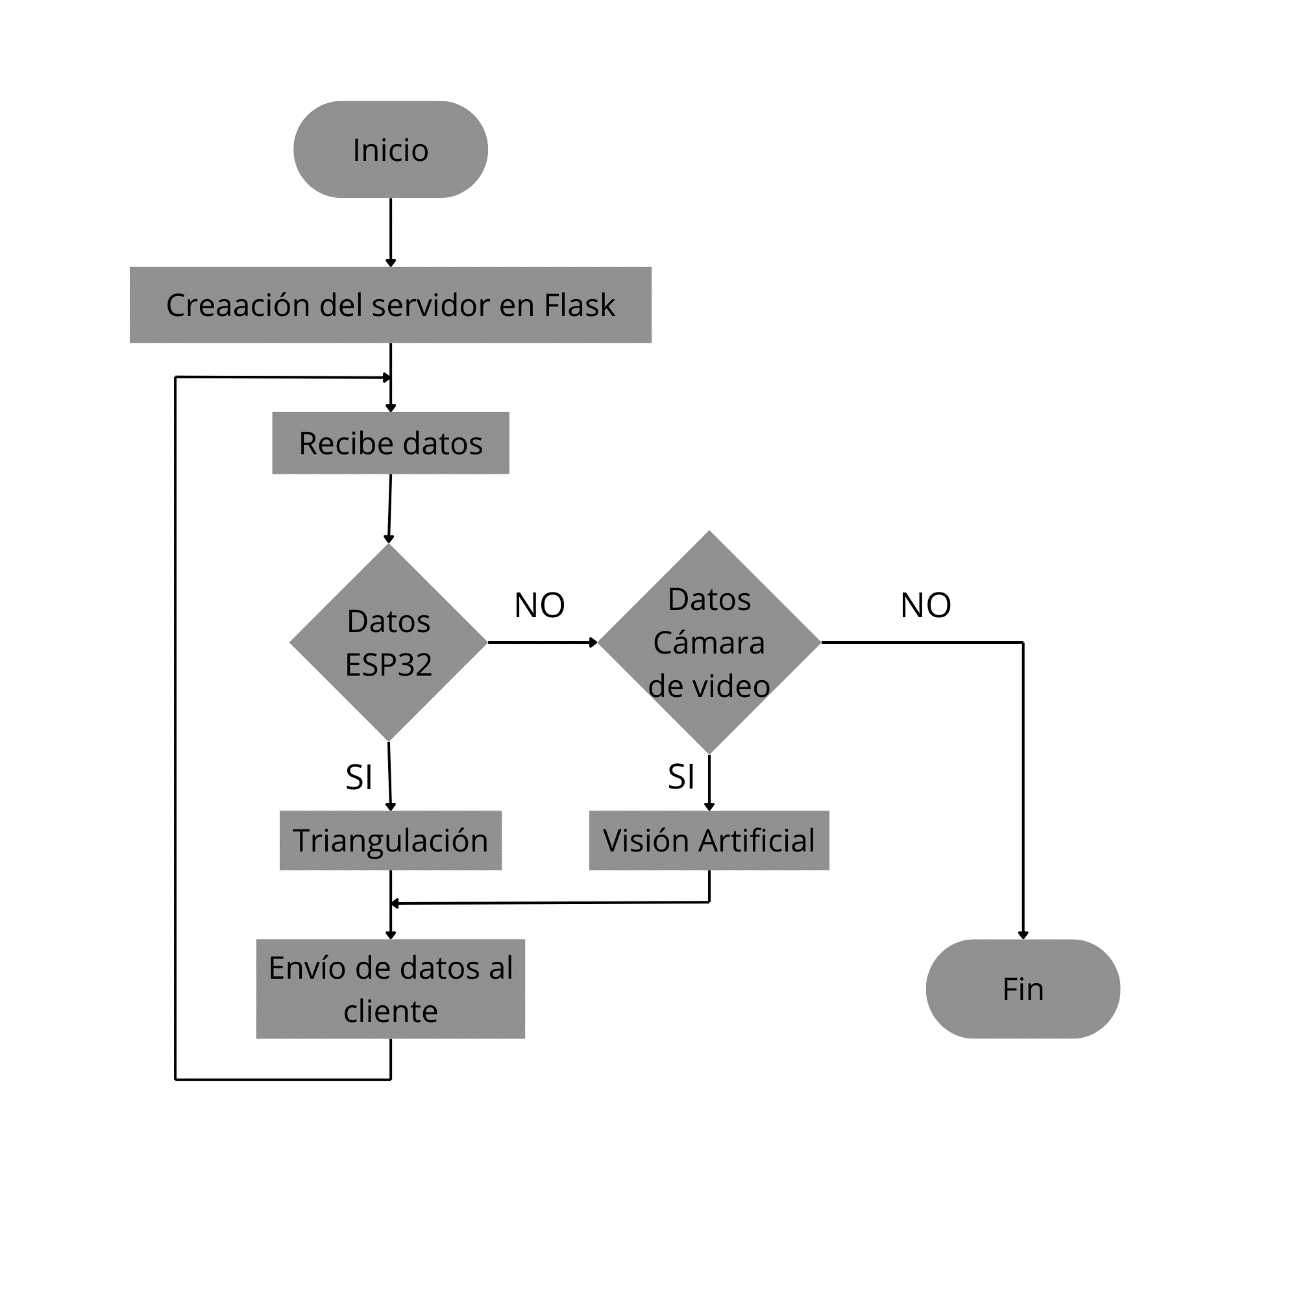 Inicio
Creaación del servidor en Flask
Recibe datos
Datos
ESP32
NO
Datos
Cámara
de video
NO
SI
SI
Triangulación
Visión Artificial
Envío de datos al
cliente
Fin